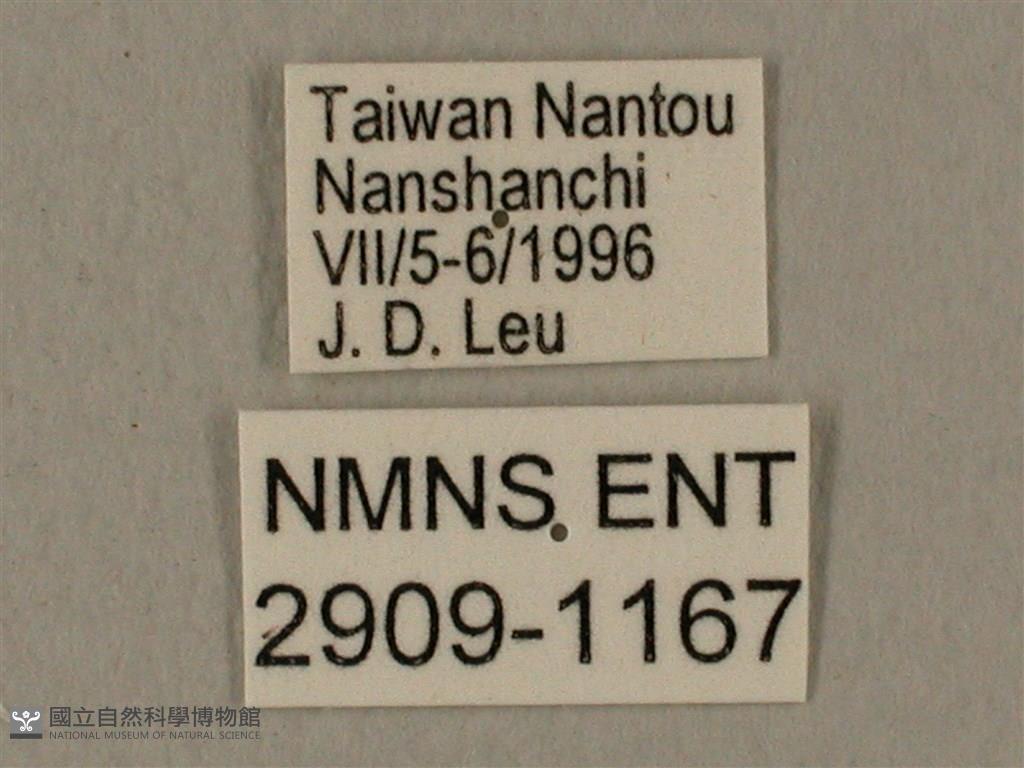 Taiwan Nantou
Nanshanchi
VII/5-6/1996
J. D. Leu
NMNS ENT
2909-1167
國立自然科學博物館
NATIONAL MUSEUM OF NATURAL SCIENCE